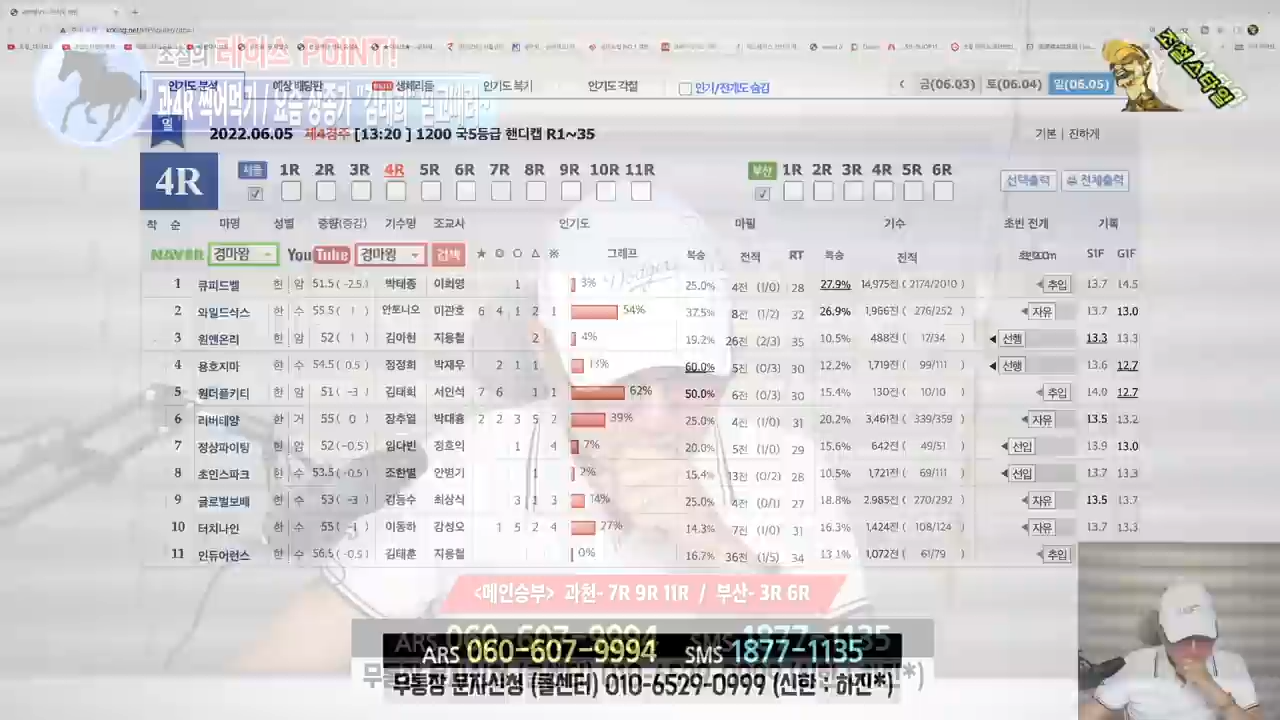 조철의 레이스 POINT!
과4R 찍어먹기 / 요즘 상종가 "김태희" 믿고때려~
조철스타일
인기도 분석 예상 배당판 생체리듬 인기도 복기 인기도 각질 인기/전개도 숨김 금(06.03) 토(06.04) 일(06.05)
일 2022.06.05 제4경주 [13:20 ] 1200 국5등급 핸디캡 R1~35 기본 | 진하게
4R 서울 1R 2R 3R 4R 5R 6R 7R 8R 9R 10R 11R 부산 1R 2R 3R 4R 5R 6R 선택출력 전체출력
착 순 마명 성별 중량(증감) 기수명 조교사 인기도 마필 기수 초반 전개 기록
NAVER 경마왕 YouTube 경마왕 검색 ★ ◎ ○ △ ※ 그래프 복승 전적 RT 복승 전적 S1F G1F
1 큐피드벨 한 암 51.5 ( -2.5 ) 박태종 이희영 1 3% 25.0% 4전 (1/0) 28 27.9% 14,975전 ( 2174/2010 ) 추입 13.7 14.5
2 와일드삭스 한 수 55.5 ( 1 ) 안토니오 이관호 6 4 1 2 1 54% 37.5% 8전 (1/2) 32 26.9% 1,966전 ( 276/252 ) 자유 13.7 13.0
3 원앤온리 한 암 52 ( 1 ) 김아현 지용철 2 4% 19.2% 26전 (2/3) 35 10.5% 488전 ( 17/34 ) 선행 13.3 13.3
4 용호지마 한 수 54.5 ( 0.5 ) 정정희 박재우 2 1 1 13% 60.0% 5전 (0/3) 30 12.2% 1,719전 ( 99/111 ) 선행 13.6 12.7
5 원더플키티 한 암 51 ( -3 ) 김태희 서인석 7 6 1 1 62% 50.0% 6전 (0/3) 30 15.4% 130전 ( 10/10 ) 추입 14.0 12.7
6 리버태양 한 거 55 ( 0 ) 장추열 박대흥 2 2 3 5 2 39% 25.0% 4전 (1/0) 31 20.2% 3,461전 ( 339/359 ) 자유 13.5 13.2
7 정상파이팅 한 암 52 ( -0.5 ) 임다빈 정호익 1 4 7% 20.0% 5전 (1/0) 29 15.6% 642전 ( 49/51 ) 선입 13.9 13.0
8 초인스파크 한 수 53.5 ( -0.5 ) 조한별 안병기 1 2% 15.4% 13전 (0/2) 28 10.5% 1,721전 ( 69/111 ) 선입 13.7 13.3
9 글로벌보배 한 수 53 ( -3 ) 김동수 최상식 3 1 3 14% 25.0% 4전 (0/1) 27 18.8% 2,985전 ( 270/292 ) 자유 13.5 13.7
10 터치나인 한 수 55 ( -1 ) 이동하 강성오 1 5 2 4 27% 14.3% 7전 (1/0) 31 16.3% 1,424전 ( 108/124 ) 자유 13.7 13.3
11 인듀어런스 한 수 56.5 ( -0.5 ) 김태훈 지용철 0% 16.7% 36전 (1/5) 34 13.1% 1,072전 ( 61/79 ) 추입
<메인승부> 과천- 7R 9R 11R / 부산- 3R 6R
ARS 060-607-9994 SMS 1877-1135
무통장 문자신청 (콜센터) 010-6529-0999 (신한 : 하진*)